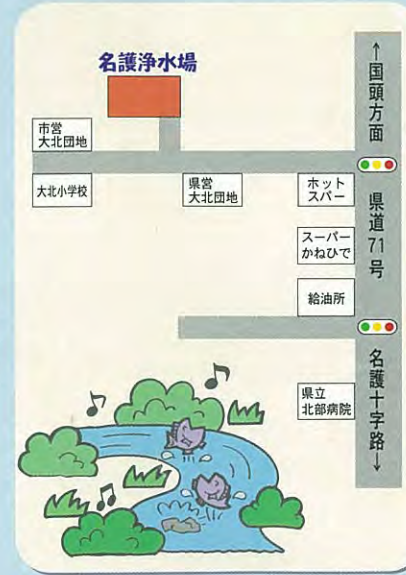 名護浄水場
↑国頭方面
市営
大北団地
大北小学校
県営
大北団地
ホット
スパー
県道71号
スーパー
かねひで
給油所
県立
北部病院
名護十字路↓